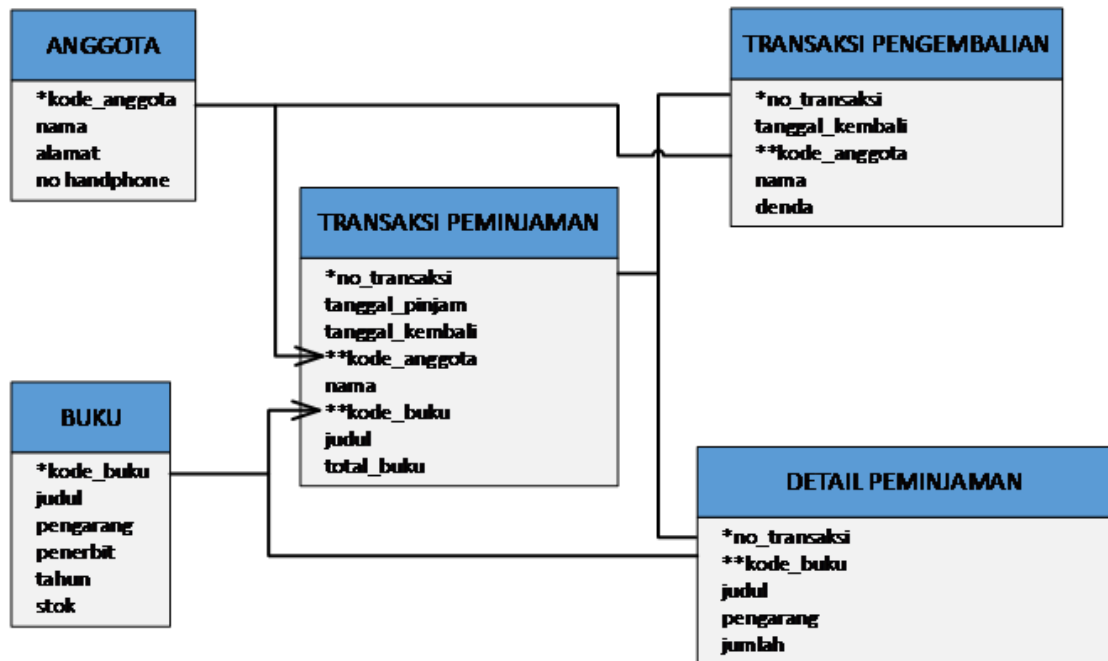 ANGGOTA
*kode_anggota
nama
alamat
no handphone
TRANSAKSI PENGEMBALIAN
*no_transaksi
tanggal_kembali
**kode_anggota
nama
denda
TRANSAKSI PEMINJAMAN
*no_transaksi
tanggal_pinjam
tanggal_kembali
**kode_anggota
nama
**kode_buku
judul
total_buku
BUKU
*kode_buku
judul
pengarang
penerbit
tahun
stok
DETAIL PEMINJAMAN
*no_transaksi
**kode_buku
judul
pengarang
jumlah